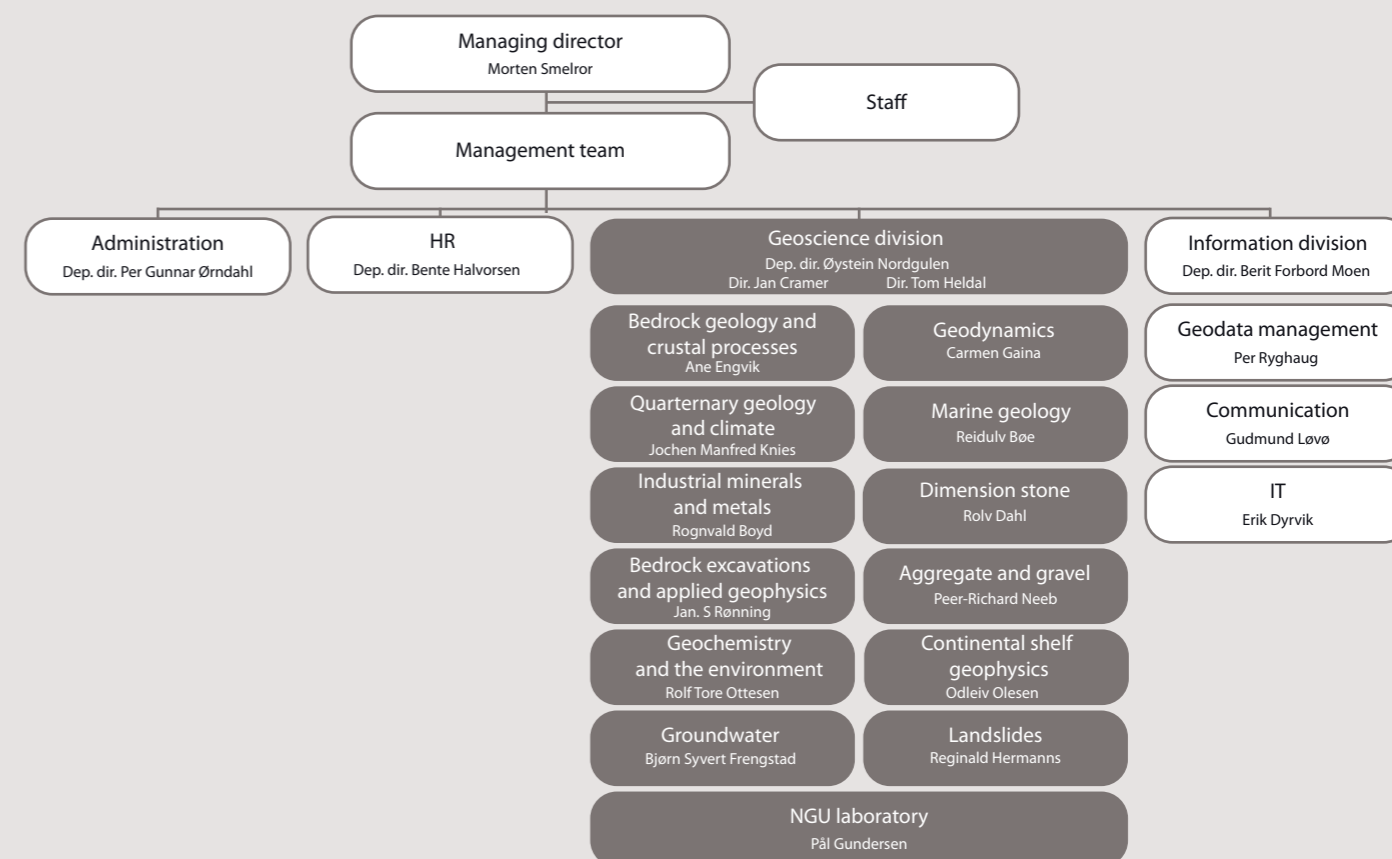 Managing director
Morten Smelror
Staff
Management team
Administration
Dep. dir. Per Gunnar Ørndahl
HR
Dep. dir. Bente Halvorsen
Geoscience division
Dep. dir. Øystein Nordgulen
Dir. Jan Cramer Dir. Tom Heldal
Information division
Dep. dir. Berit Forbord Moen
Bedrock geology and
crustal processes
Ane Engvik
Geodynamics
Carmen Gaina
Geodata management
Per Ryghaug
Quarternary geology
and climate
Jochen Manfred Knies
Marine geology
Reidulv Bøe
Communication
Gudmund Løvø
Industrial minerals
and metals
Rognvald Boyd
Dimension stone
Rolv Dahl
IT
Erik Dyrvik
Bedrock excavations
and applied geophysics
Jan. S Rønning
Aggregate and gravel
Peer-Richard Neeb
Geochemistry
and the environment
Rolf Tore Ottesen
Continental shelf
geophysics
Odleiv Olesen
Groundwater
Bjørn Syvert Frengstad
Landslides
Reginald Hermanns
NGU laboratory
Pål Gundersen